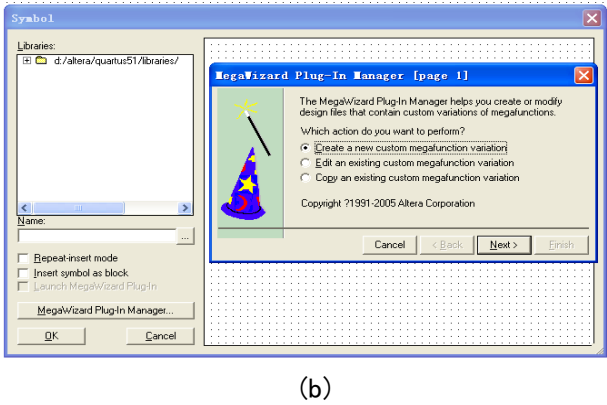 Symbol
Libraries:
d:/altera/quartus51/libraries/
Name:
...
Repeat-insert mode
Insert symbol as block
Launch MegaWizard Plug-In
MegaWizard Plug-In Manager...
OK
Cancel
MegaWizard Plug-In Manager [page 1]
The MegaWizard Plug-In Manager helps you create or modify
design files that contain custom variations of megafunctions.
Which action do you want to perform?
Create a new custom megafunction variation
Edit an existing custom megafunction variation
Copy an existing custom megafunction variation
Copyright ?1991-2005 Altera Corporation
Cancel
< Back
Next >
Finish
(b)